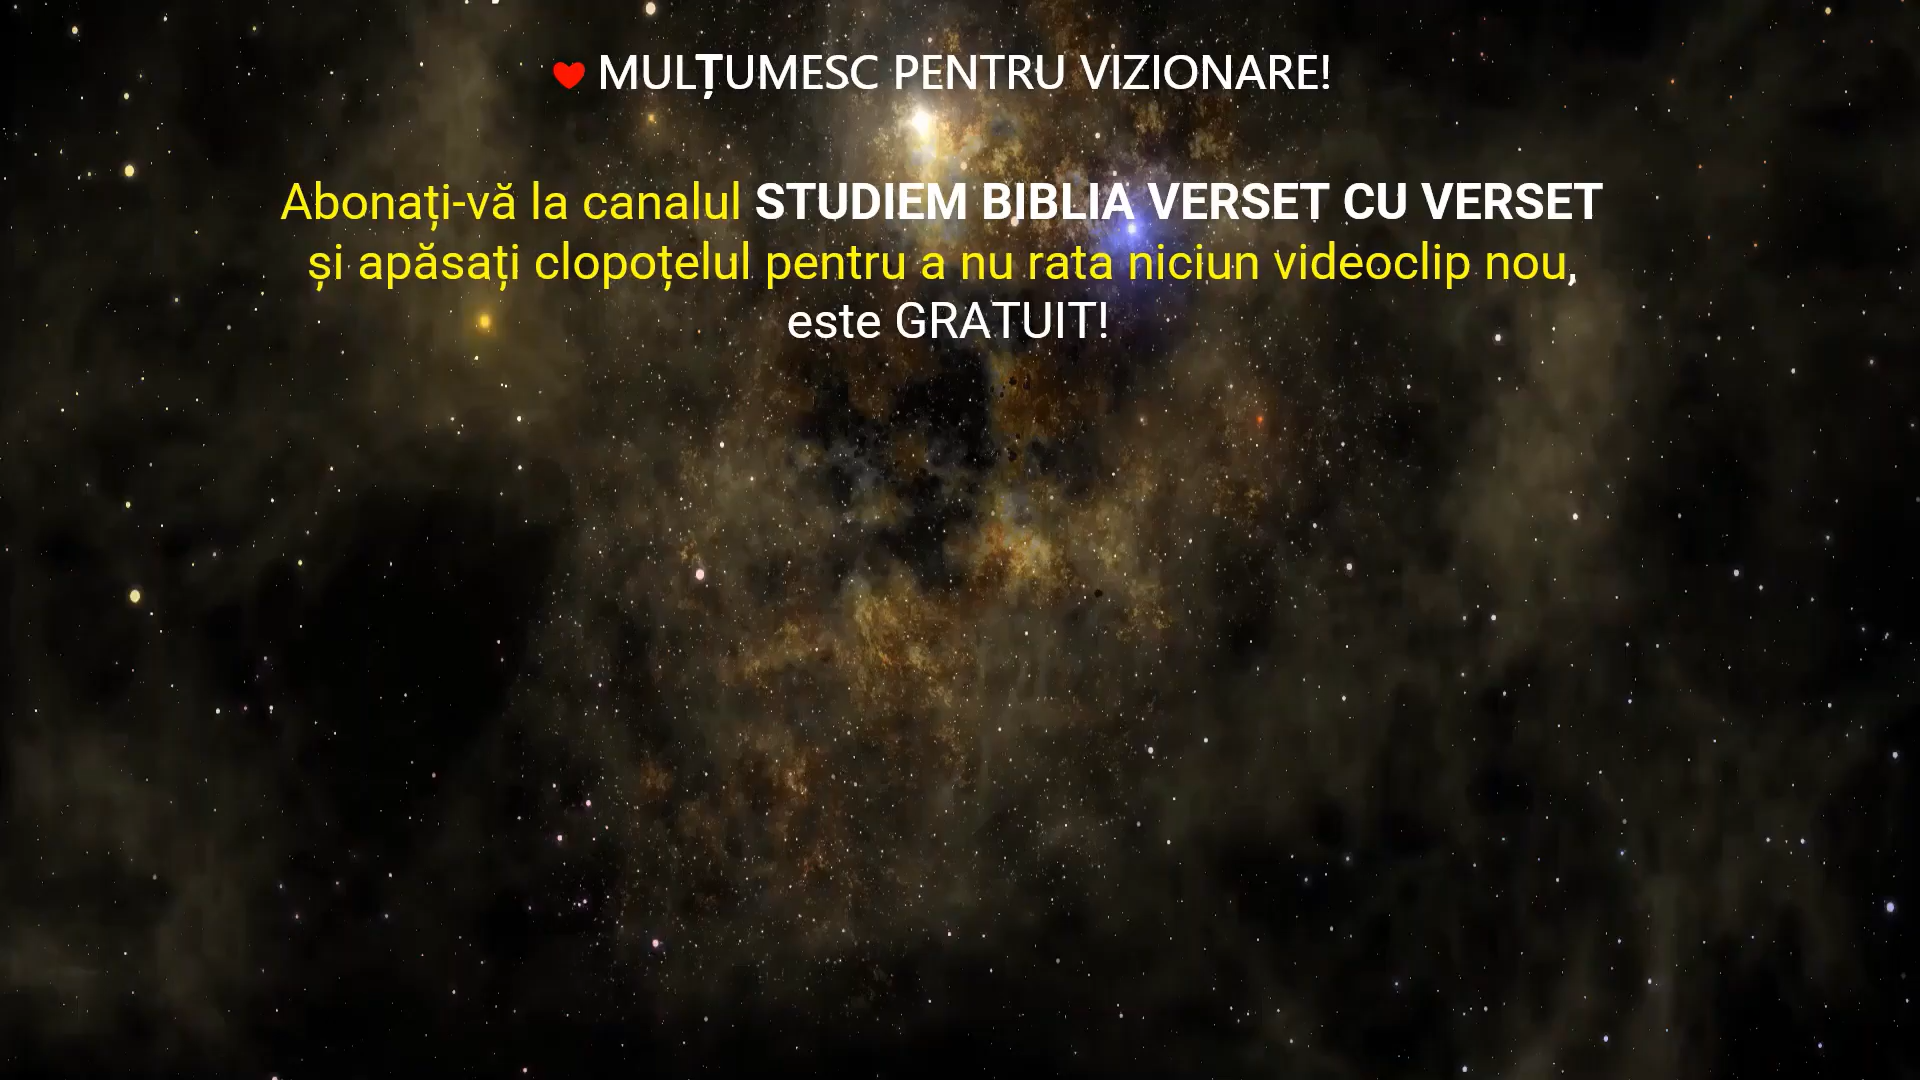 ❤ MULȚUMESC PENTRU VIZIONARE!
Abonați-vă la canalul STUDIEM BIBLIA VERSET CU VERSET
și apăsați clopoțelul pentru a nu rata niciun videoclip nou,
este GRATUIT!